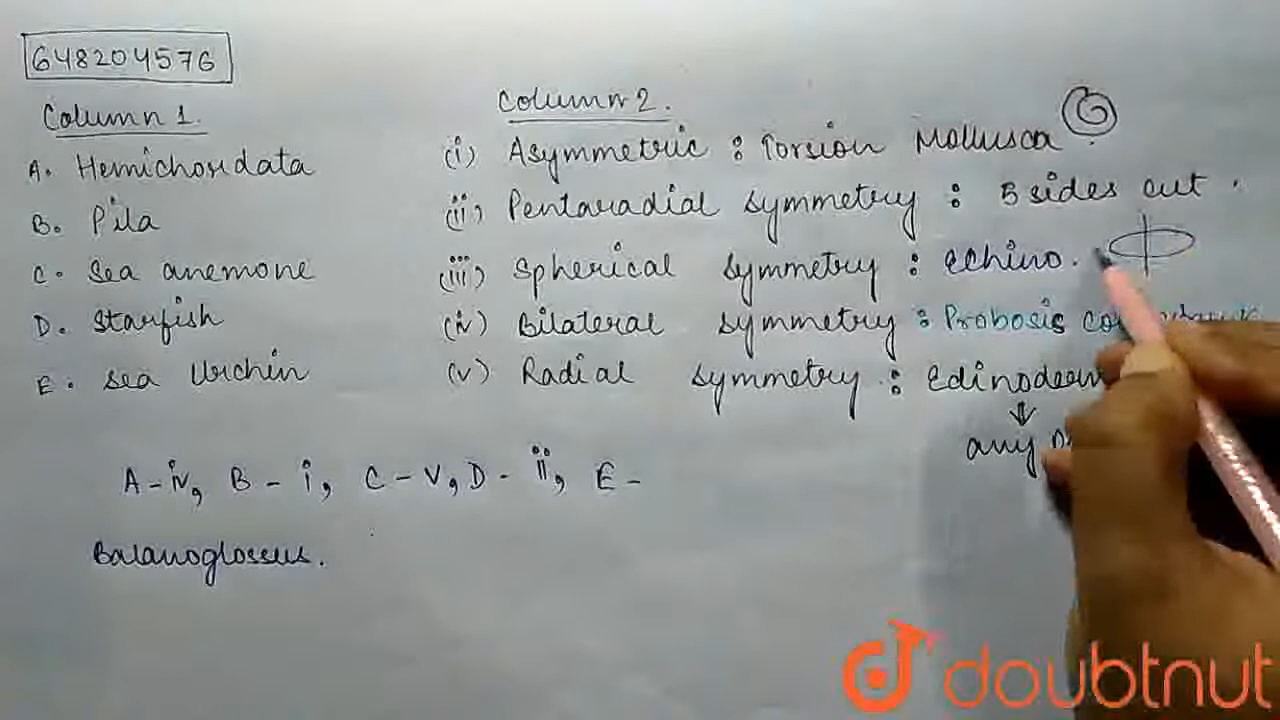 648204576
Column 1.
Column 2.
A. Hemichordata
(i) Asymmetric : Torsion Mollusca
B. Pila
(ii) Pentaradial symmetry : 5 sides cut.
C. Sea anemone
(iii) Spherical symmetry : echino.
D. Starfish
(iv) Bilateral symmetry : Probosis
E. Sea Urchin
(v) Radial symmetry :
any
A - iv, B - i, C - v, D - ii, E -
Balanoglossus.
doubtnut